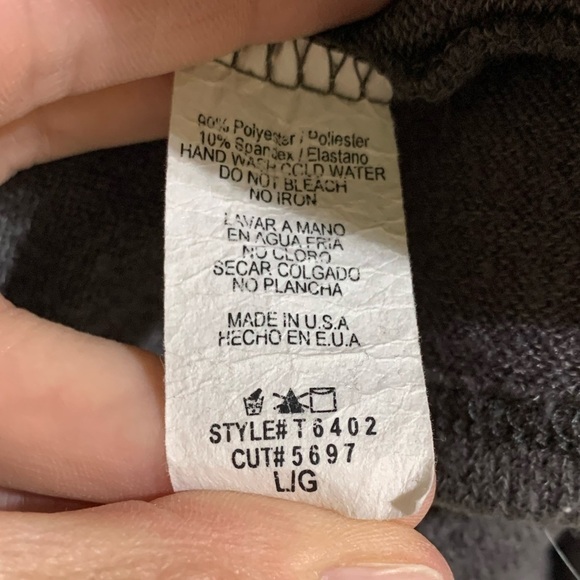 90% Polyester / Poliester
10% Spandex / Elastano
HAND WASH COLD WATER
DO NOT BLEACH
NO IRON
LAVAR A MANO
EN AGUA FRIA
NO CLORO
SECAR COLGADO
NO PLANCHA
MADE IN U.S.A
HECHO EN E.U.A
STYLE# T6402
CUT# 5697
L/G